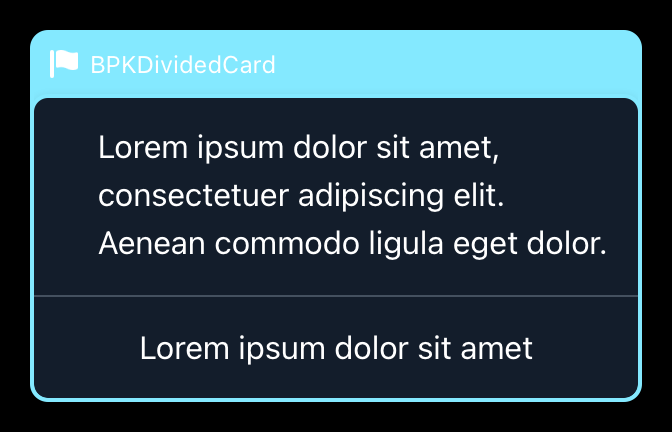 BPKDividedCard
Lorem ipsum dolor sit amet,
consectetuer adipiscing elit.
Aenean commodo ligula eget dolor.
Lorem ipsum dolor sit amet